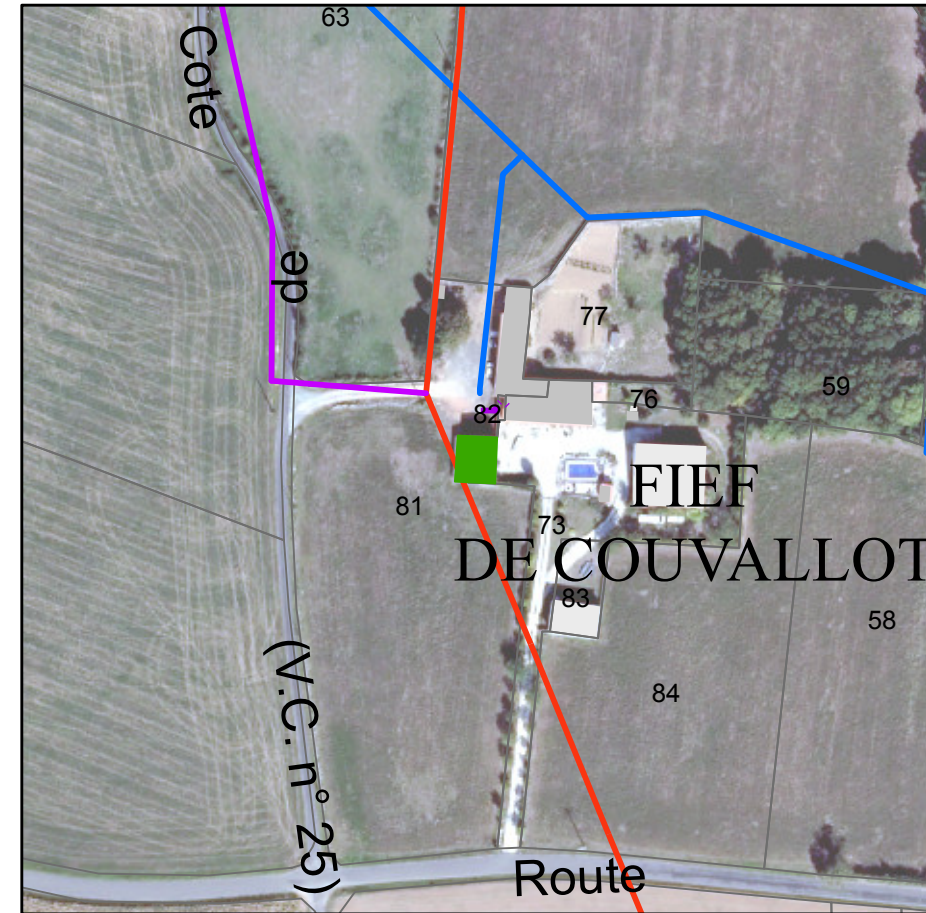 63
Cote
de
77
59
76
82
81
FIEF
73
DE COUVALLOT
83
58
84
(V.C. n° 25)
Route